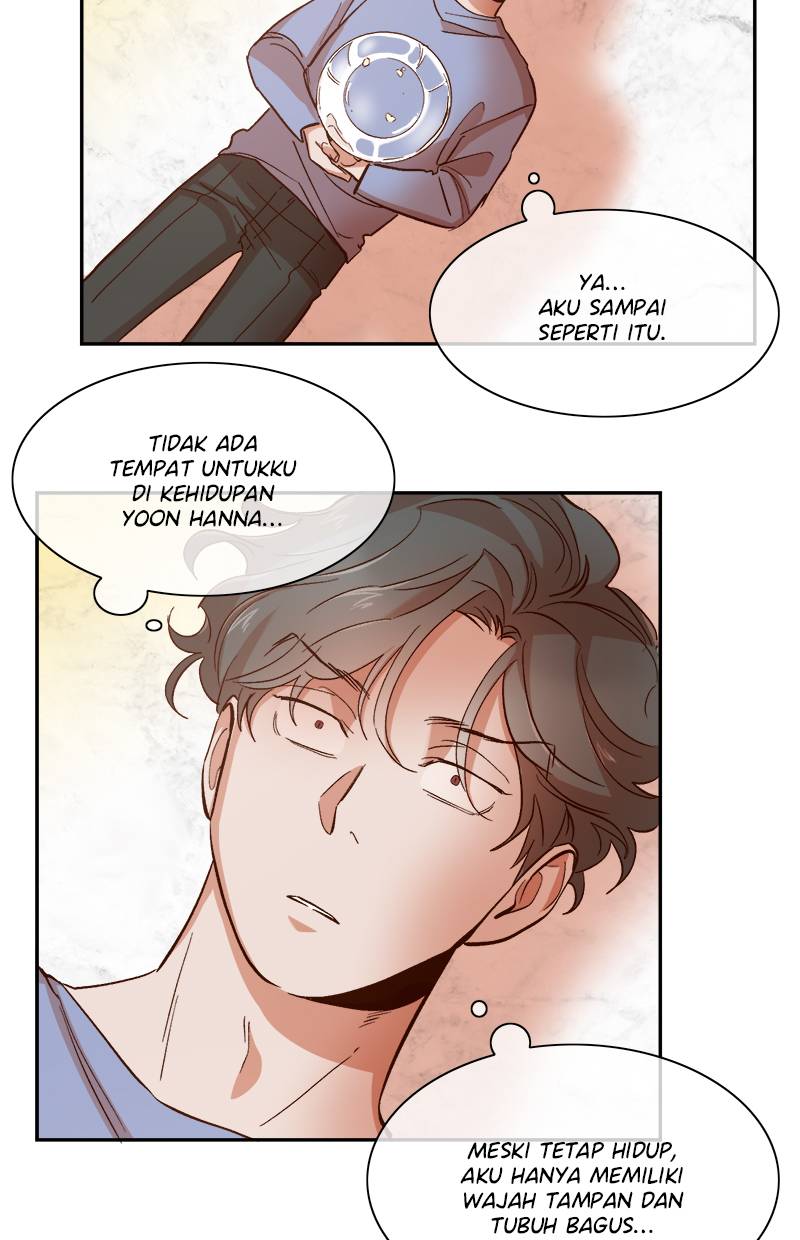 YA...
AKU SAMPAI
SEPERTI ITU.
TIDAK ADA
TEMPAT UNTUKKU
DI KEHIDUPAN
YOON HANNA...
MESKI TETAP HIDUP,
AKU HANYA MEMILIKI
WAJAH TAMPAN DAN
TUBUH BAGUS...